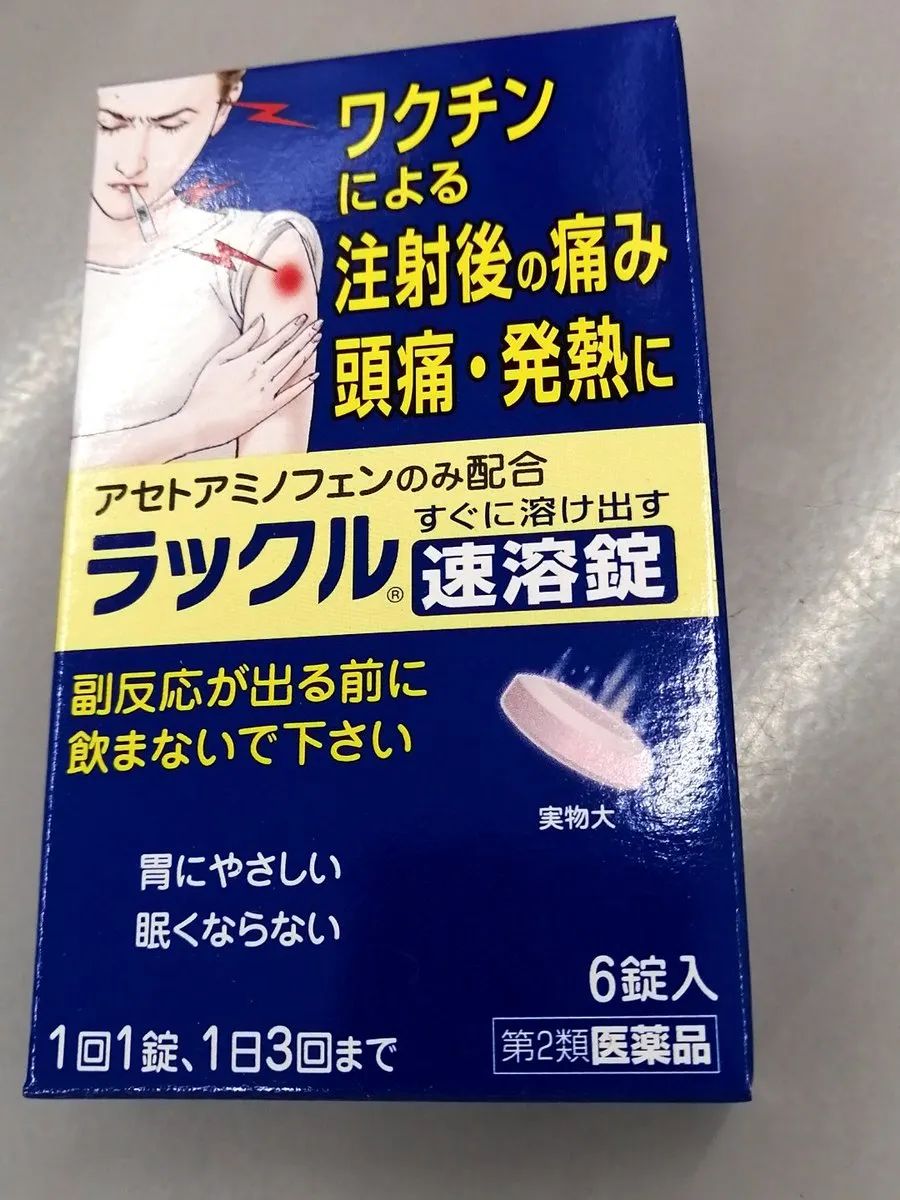 ワクチン
による
注射後の痛み
頭痛・発熱に
アセトアミノフェンのみ配合
すぐに溶け出す
ラックル® 速溶錠
副反応が出る前に
飲まないで下さい
実物大
胃にやさしい
眠くならない
6錠入
1回1錠、1日3回まで
第2類医薬品